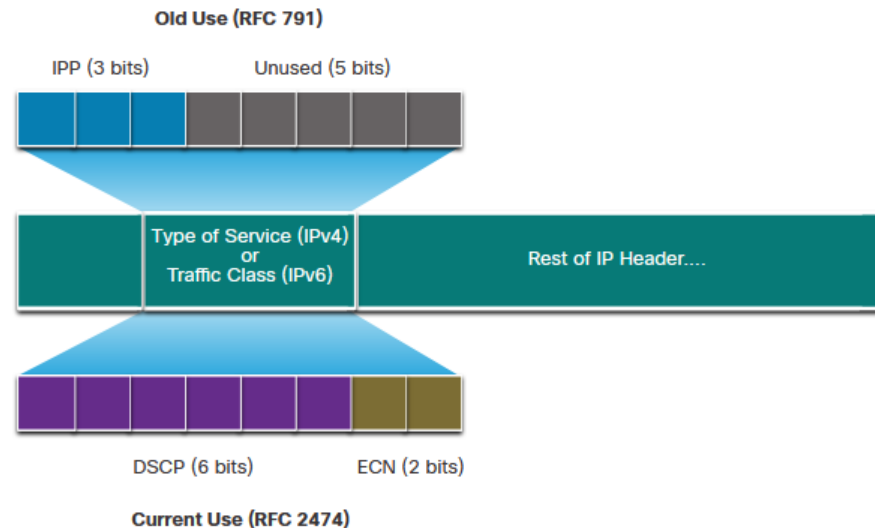 Old Use (RFC 791)
IPP (3 bits) Unused (5 bits)
Type of Service (IPv4)
or
Traffic Class (IPv6)
Rest of IP Header....
DSCP (6 bits) ECN (2 bits)
Current Use (RFC 2474)